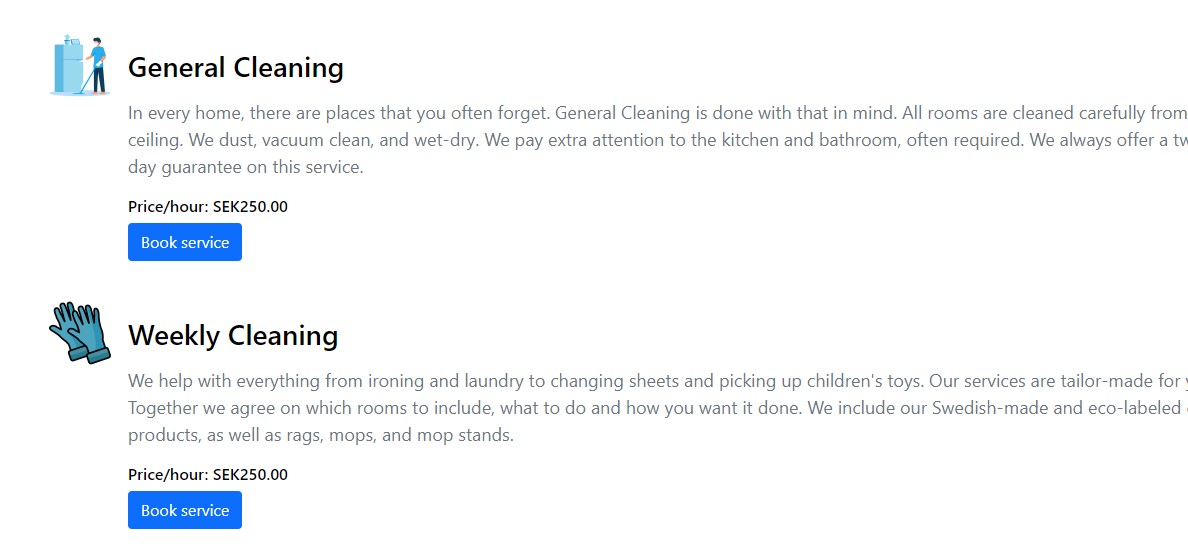 General Cleaning
In every home, there are places that you often forget. General Cleaning is done with that in mind. All rooms are cleaned carefully from
ceiling. We dust, vacuum clean, and wet-dry. We pay extra attention to the kitchen and bathroom, often required. We always offer a
day guarantee on this service.
Price/hour: SEK250.00
Book service
Weekly Cleaning
We help with everything from ironing and laundry to changing sheets and picking up children's toys. Our services are tailor-made for
Together we agree on which rooms to include, what to do and how you want it done. We include our Swedish-made and eco-labeled
products, as well as rags, mops, and mop stands.
Price/hour: SEK250.00
Book service